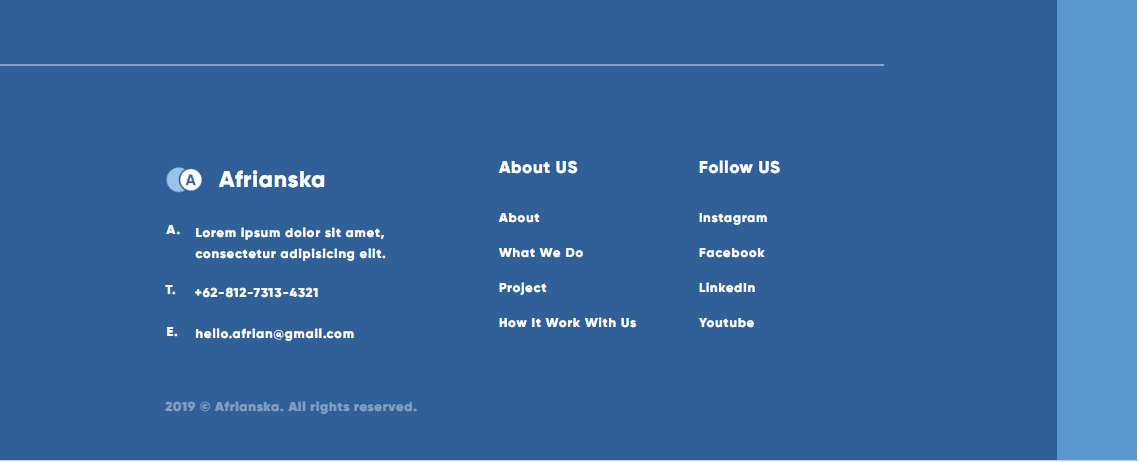 A Afrianska
A. Lorem ipsum dolor sit amet,
consectetur adipisicing elit.
T. +62-812-7313-4321
E. hello.afrian@gmail.com
About US
About
What We Do
Project
How It Work With Us
Follow US
Instagram
Facebook
LinkedIn
Youtube
2019 © Afrianska. All rights reserved.